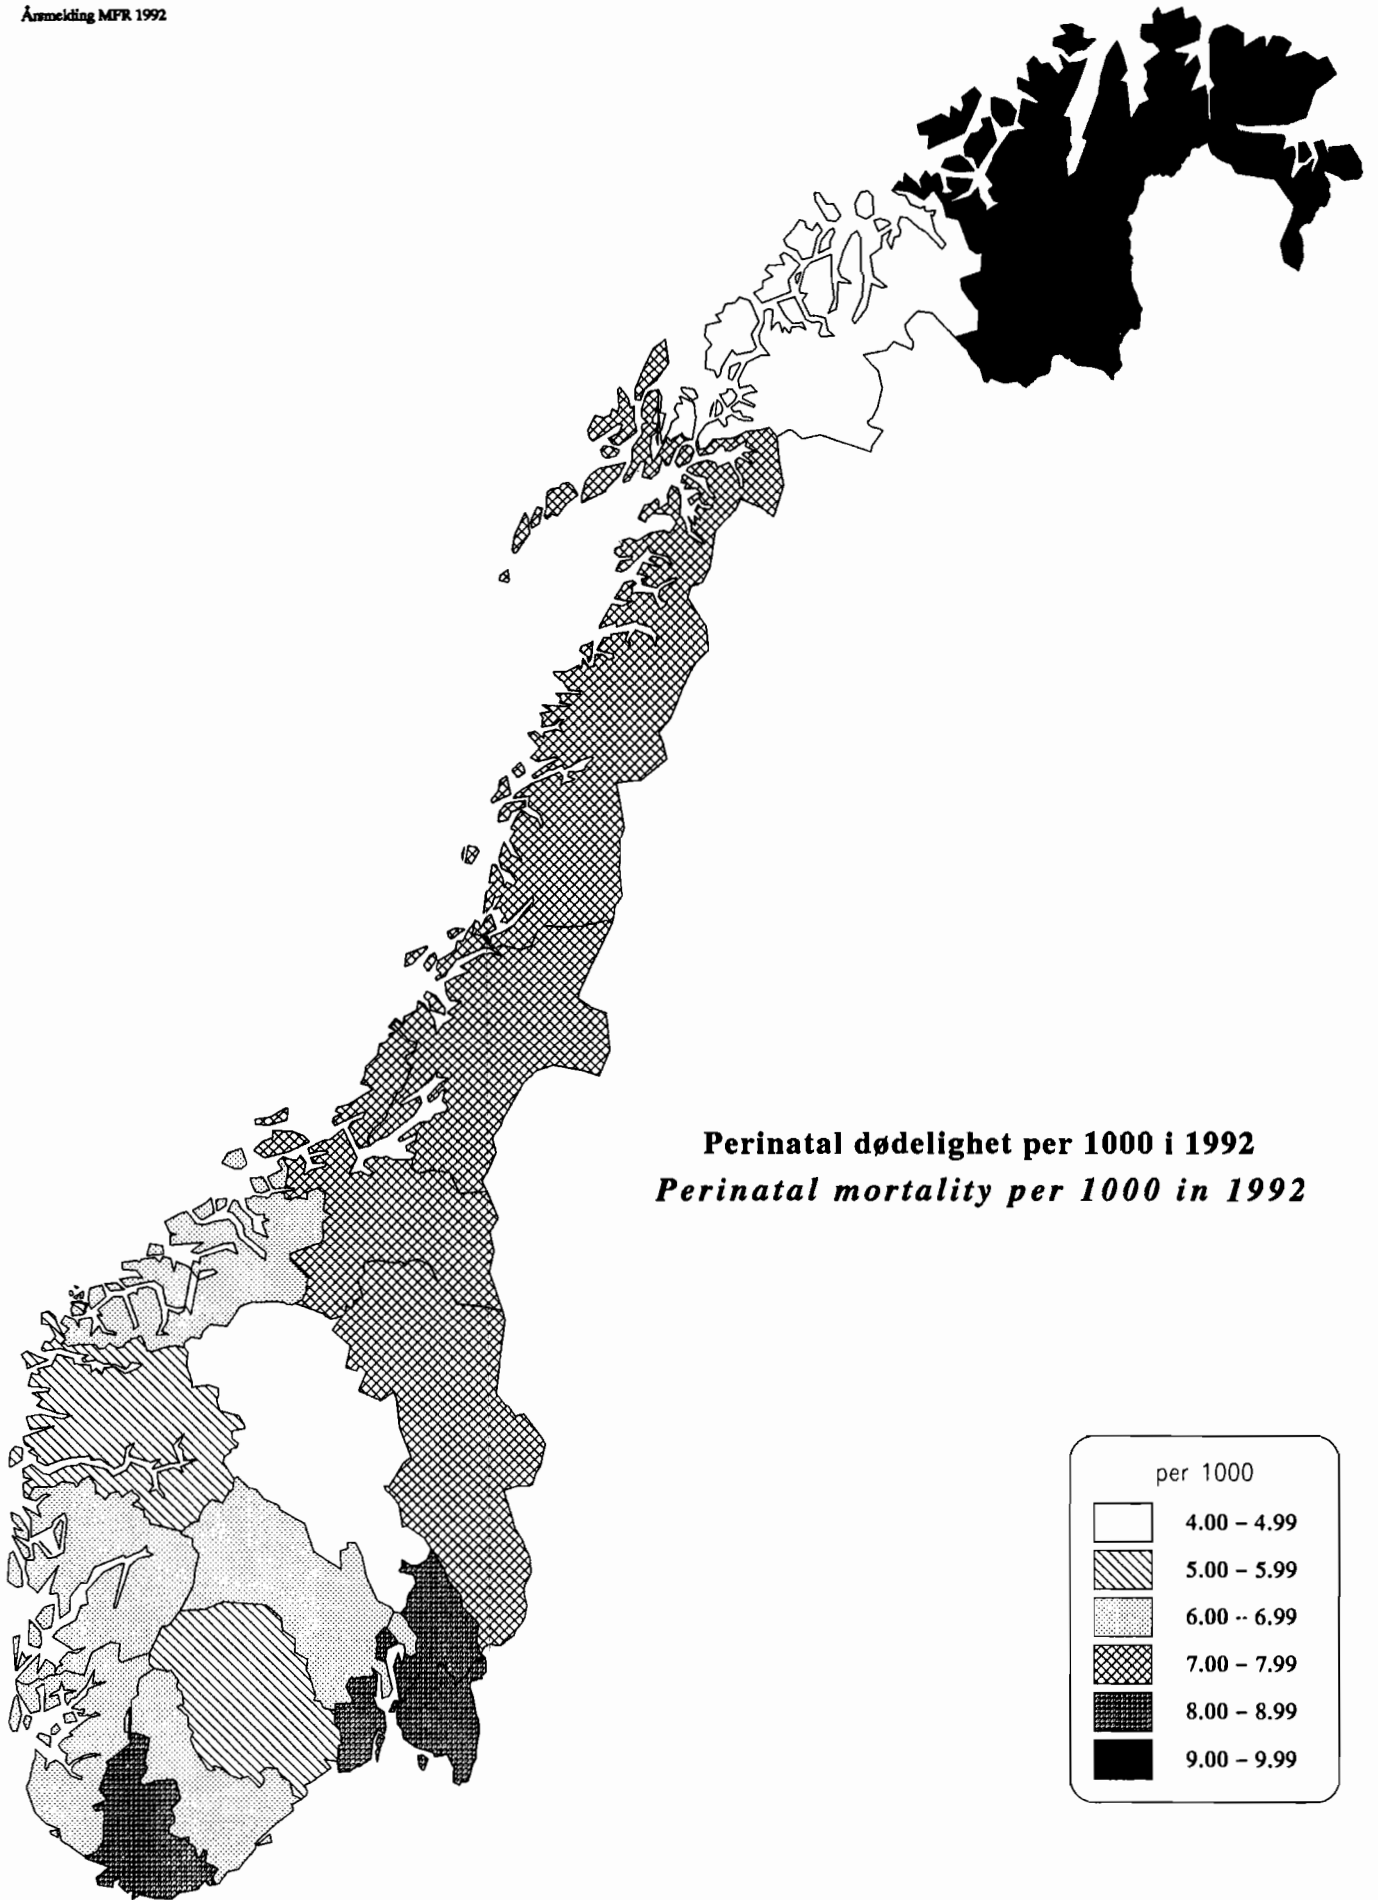 Årsmelding MFR 1992
Perinatal dødelighet per 1000 i 1992
Perinatal mortality per 1000 in 1992
per 1000
4.00 – 4.99
5.00 – 5.99
6.00 -- 6.99
7.00 – 7.99
8.00 – 8.99
9.00 – 9.99